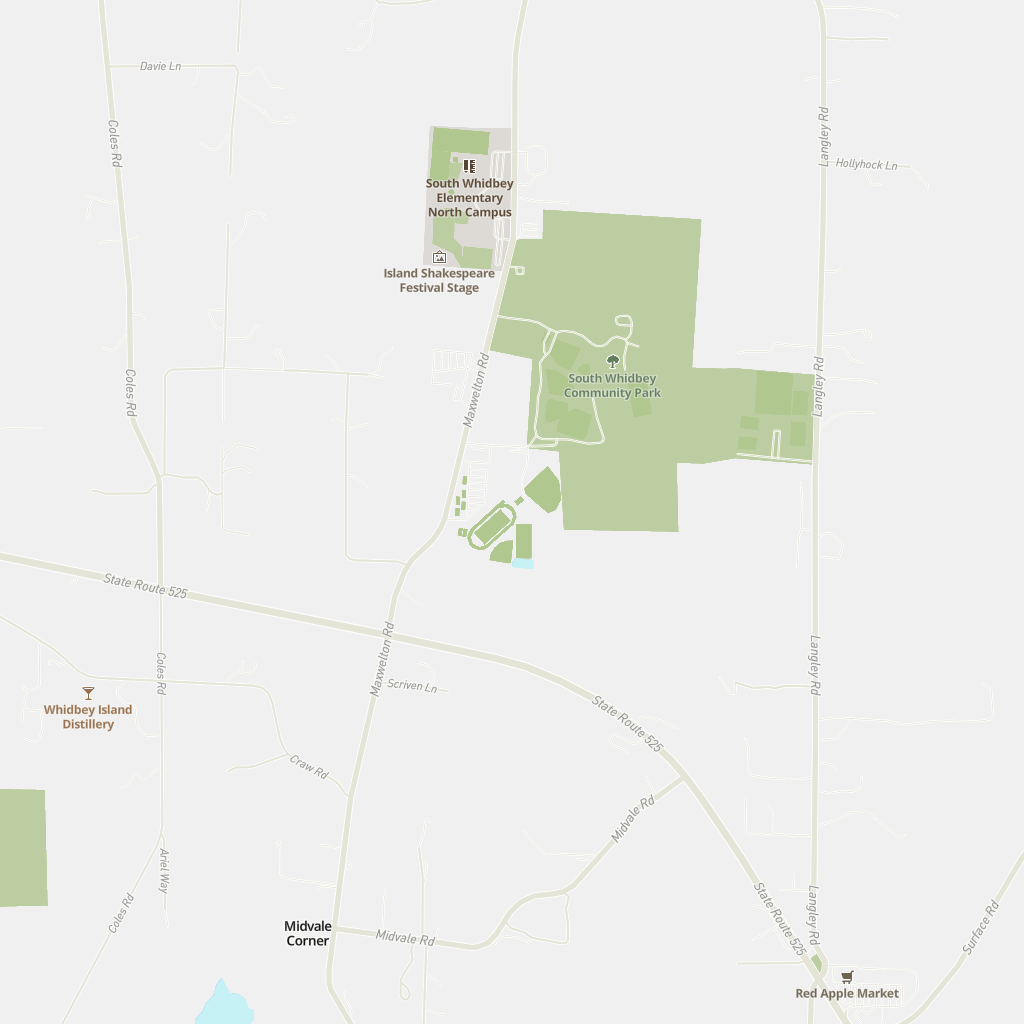 Davie Ln
Coles Rd
Langley Rd
Hollyhock Ln
South Whidbey
Elementary
North Campus
Island Shakespeare
Festival Stage
Coles Rd
Maxwelton Rd
South Whidbey
Community Park
Langley Rd
State Route 525
Coles Rd
Maxwelton Rd
Langley Rd
Scriven Ln
Whidbey Island
Distillery
State Route 525
Craw Rd
Midvale Rd
Ariel Way
Coles Rd
Midvale
Corner
Midvale Rd
State Route 525
Langley Rd
Surface Rd
Red Apple Market